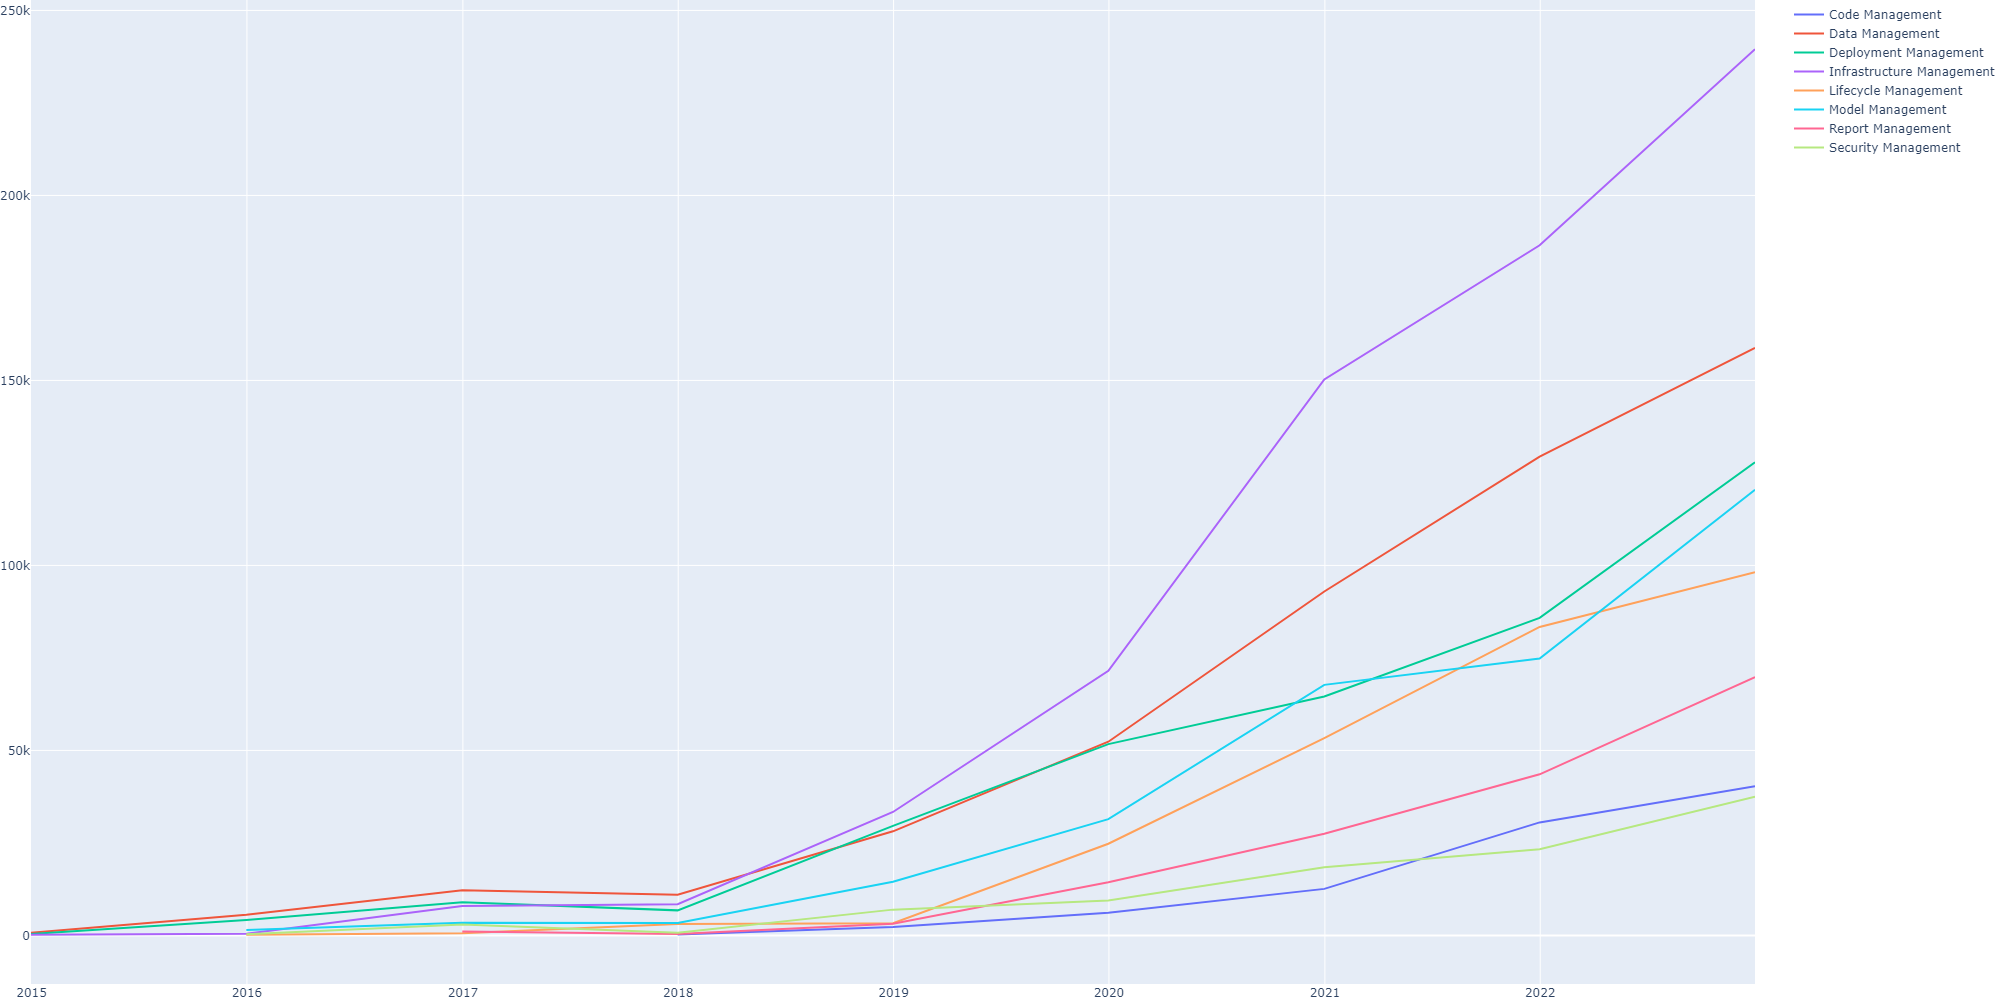 250k
200k
150k
100k
50k
0
2015 2016 2017 2018 2019 2020 2021 2022
Code Management
Data Management
Deployment Management
Infrastructure Management
Lifecycle Management
Model Management
Report Management
Security Management